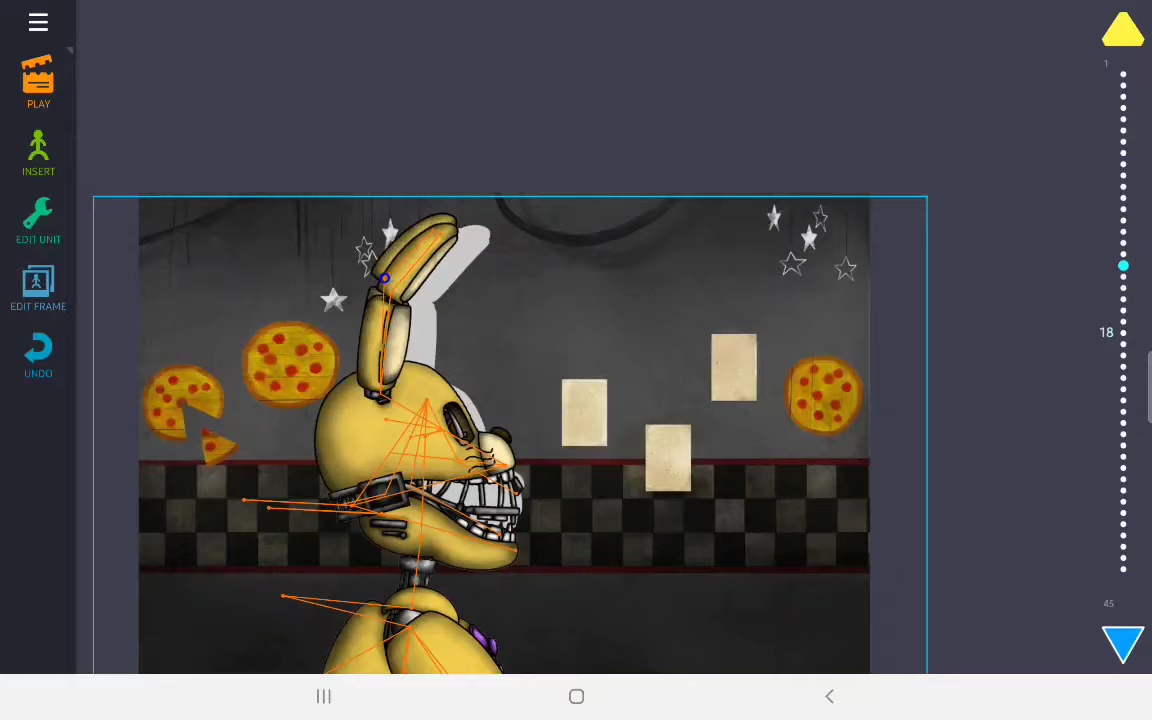 PLAY
INSERT
EDIT UNIT
EDIT FRAME
UNDO
1
18
45